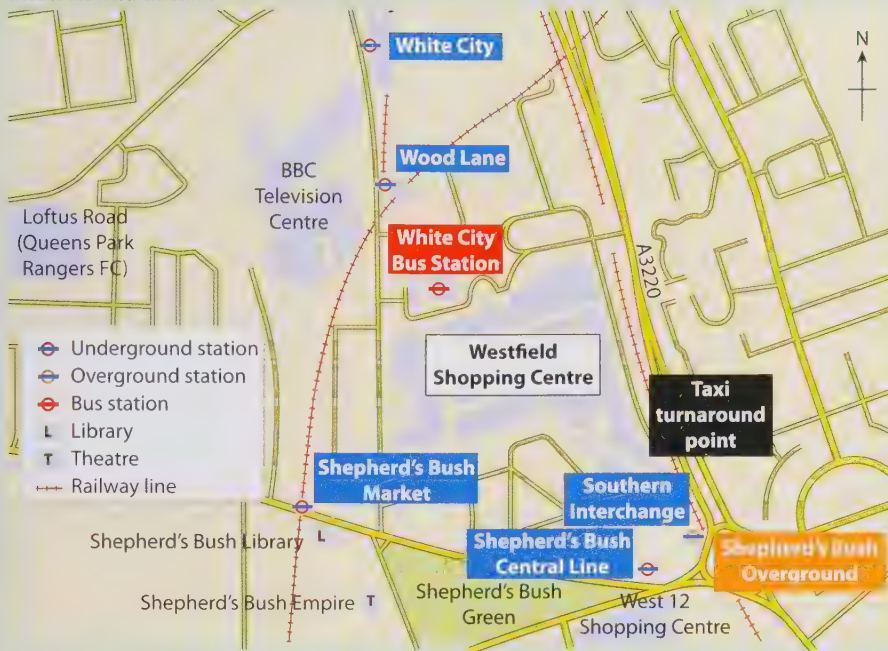 White City
N
Wood Lane
BBC
Television
Centre
Loftus Road
(Queens Park
Rangers FC)
White City
Bus Station
A3220
Underground station
Overground station
Bus station
L Library
T Theatre
Railway line
Westfield
Shopping Centre
Taxi
turnaround
point
Shepherd's Bush
Market
Southern
Interchange
Shepherd's Bush Library L
Shepherd's Bush
Central Line
Shepherd's Bush
Overground
Shepherd's Bush Empire T
Shepherd's Bush
Green
West 12
Shopping Centre